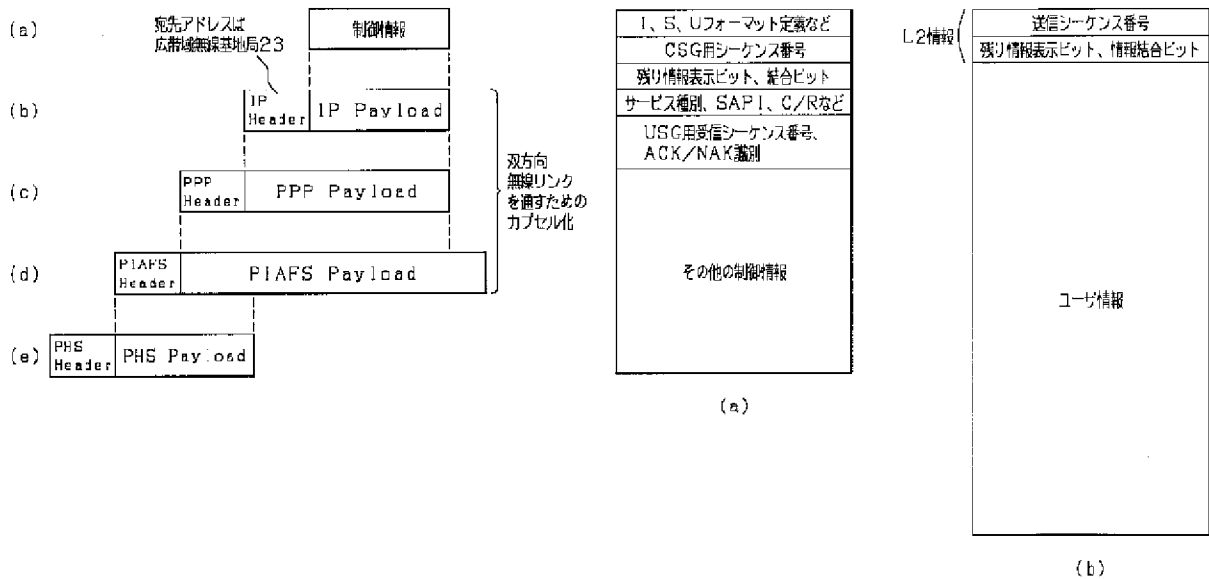 (a)
宛先アドレスは
広帯域無線基地局23
制御情報
(b)
IP
Header
IP Payload
(c)
PPP
Header
PPP Payload
(d)
PIAFS
Header
PIAFS Payload
(e)
PHS
Header
PHS Payload
双方向
無線リンク
を通すための
カプセル化
I、S、Uフォーマット定義など
CSG用シーケンス番号
残り情報表示ビット、結合ビット
サービス種別、SAPI、C/Rなど
USG用受信シーケンス番号、
ACK/NAK識別
その他の制御情報
(a)
L2情報
送信シーケンス番号
残り情報表示ビット、情報結合ビット
ユーザ情報
(b)